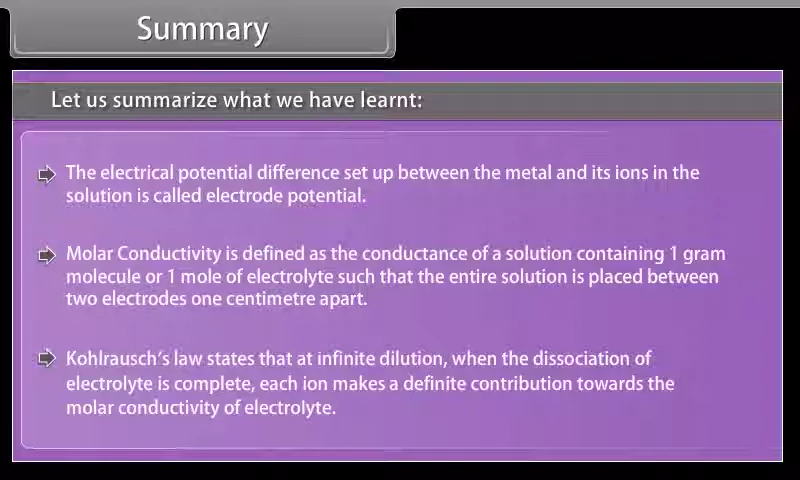 Summary
Let us summarize what we have learnt:
The electrical potential difference set up between the metal and its ions in the
solution is called electrode potential.
Molar Conductivity is defined as the conductance of a solution containing 1 gram
molecule or 1 mole of electrolyte such that the entire solution is placed between
two electrodes one centimetre apart.
Kohlrausch's law states that at infinite dilution, when the dissociation of
electrolyte is complete, each ion makes a definite contribution towards the
molar conductivity of electrolyte.